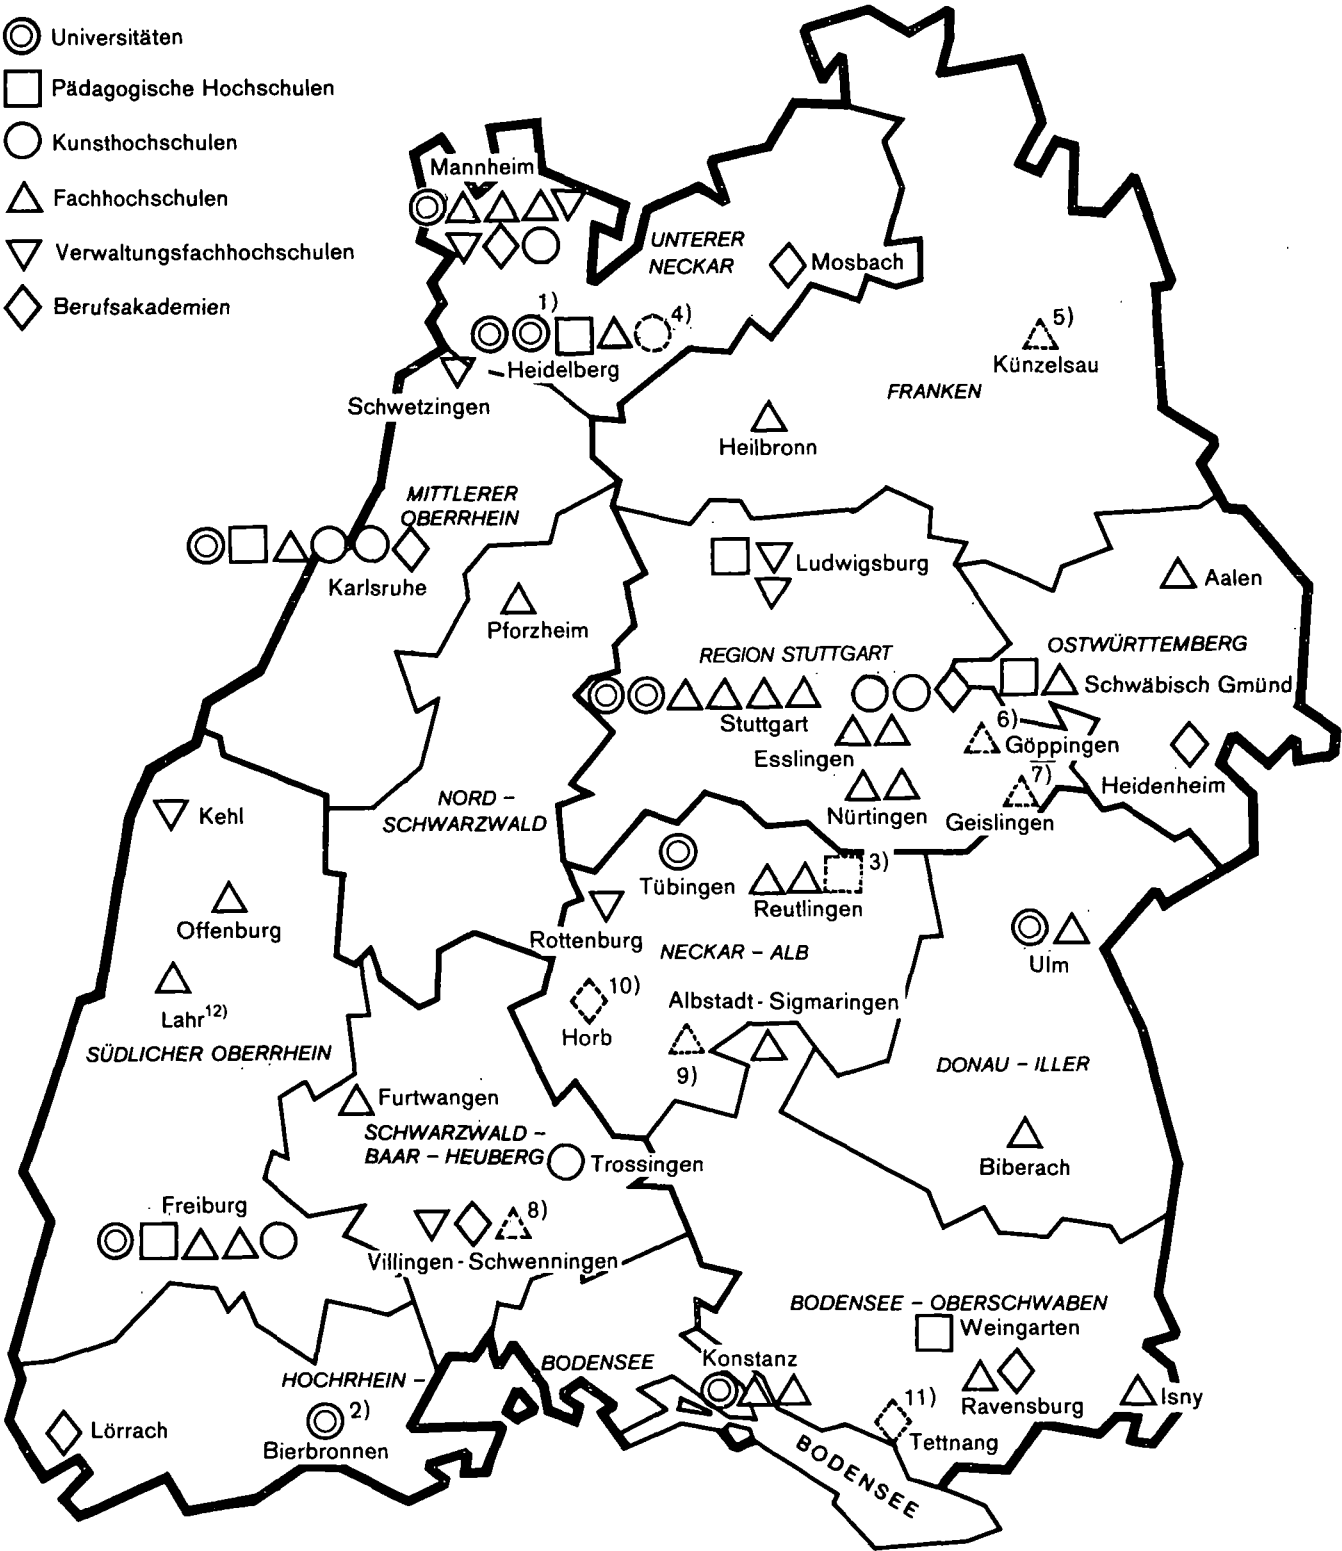 Universitäten
Pädagogische Hochschulen
Kunsthochschulen
Fachhochschulen
Verwaltungsfachhochschulen
Berufsakademien
Mannheim
UNTERER
NECKAR
Mosbach
1)
4)
5)
Künzelsau
Heidelberg
FRANKEN
Schwetzingen
Heilbronn
MITTLERER
OBERRHEIN
Karlsruhe
Ludwigsburg
Aalen
Pforzheim
REGION STUTTGART
OSTWÜRTTEMBERG
Schwäbisch Gmünd
Stuttgart
6)
Esslingen
Göppingen
7)
Heidenheim
NORD –
SCHWARZWALD
Kehl
Nürtingen
Geislingen
Tübingen
3)
Reutlingen
Offenburg
Rottenburg
NECKAR – ALB
Ulm
10)
Horb
Albstadt - Sigmaringen
Lahr12)
SÜDLICHER OBERRHEIN
9)
DONAU – ILLER
Furtwangen
SCHWARZWALD –
BAAR – HEUBERG
Trossingen
Biberach
Freiburg
8)
Villingen - Schwenningen
BODENSEE – OBERSCHWABEN
Weingarten
HOCHRHEIN –
BODENSEE
Konstanz
Ravensburg
Isny
2)
Lörrach
Bierbronnen
11)
Tettnang
BODENSEE